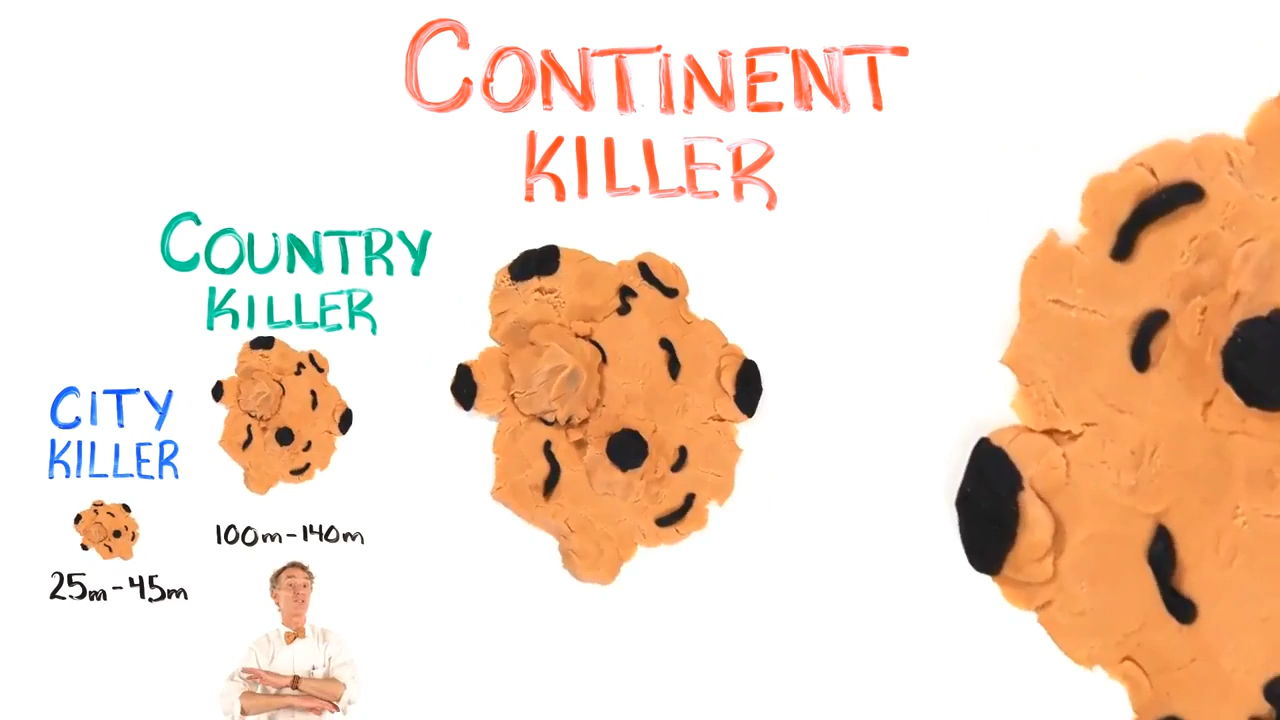 CONTINENT
KILLER
COUNTRY
KILLER
CITY
KILLER
100m-140m
25m-45m